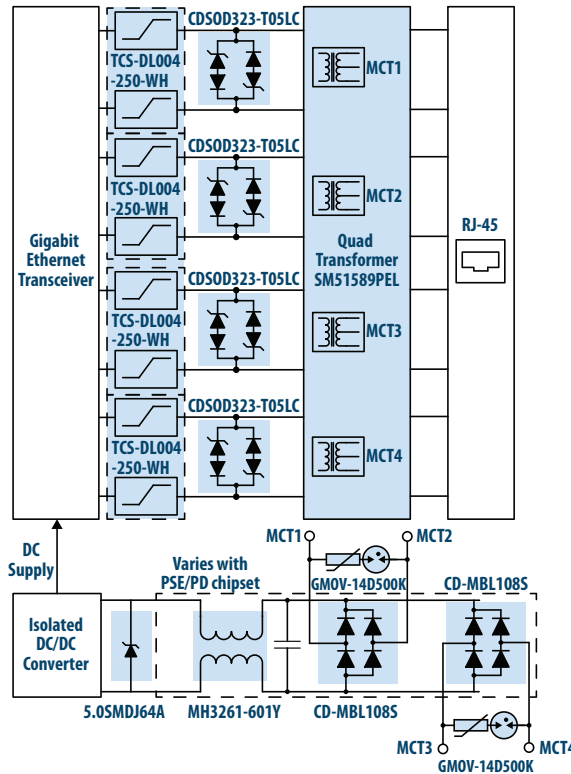 CDSOD323-T05LC
TCS-DL004
-250-WH
MCT1
CDSOD323-T05LC
TCS-DL004
-250-WH
MCT2
Gigabit
Ethernet
Transceiver
Quad
Transformer
SM51589PEL
RJ-45
CDSOD323-T05LC
TCS-DL004
-250-WH
MCT3
CDSOD323-T05LC
TCS-DL004
-250-WH
MCT4
DC
Supply
Varies with
PSE/PD chipset
MCT1
MCT2
GMOV-14D500K
CD-MBL108S
Isolated
DC/DC
Converter
5.0SMDJ64A
MH3261-601Y
CD-MBL108S
MCT3
MCT4
GMOV-14D500K